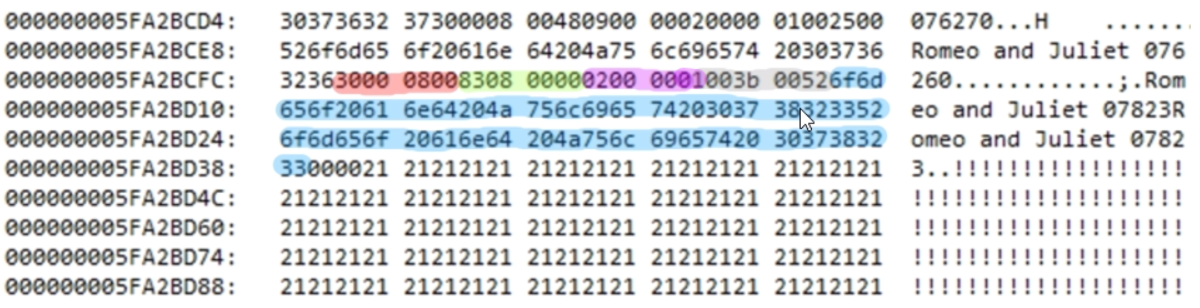 000000005FA2BCD4: 30373632 37300008 00480900 00020000 01002500 076270...H .......
000000005FA2BCE8: 526f6d65 6f20616e 64204a75 6c696574 20303736 Romeo and Juliet 076
000000005FA2BCFC: 32363000 08008308 00000200 0001003b 00526f6d 260............;.Rom
000000005FA2BD10: 656f2061 6e64204a 756c6965 74203037 38323352 eo and Juliet 07823R
000000005FA2BD24: 6f6d656f 20616e64 204a756c 69657420 30373832 omeo and Juliet 0782
000000005FA2BD38: 33000021 21212121 21212121 21212121 21212121 3..!!!!!!!!!!!!!!!!!
000000005FA2BD4C: 21212121 21212121 21212121 21212121 21212121 !!!!!!!!!!!!!!!!!!!!
000000005FA2BD60: 21212121 21212121 21212121 21212121 21212121 !!!!!!!!!!!!!!!!!!!!
000000005FA2BD74: 21212121 21212121 21212121 21212121 21212121 !!!!!!!!!!!!!!!!!!!!
000000005FA2BD88: 21212121 21212121 21212121 21212121 21212121 !!!!!!!!!!!!!!!!!!!!